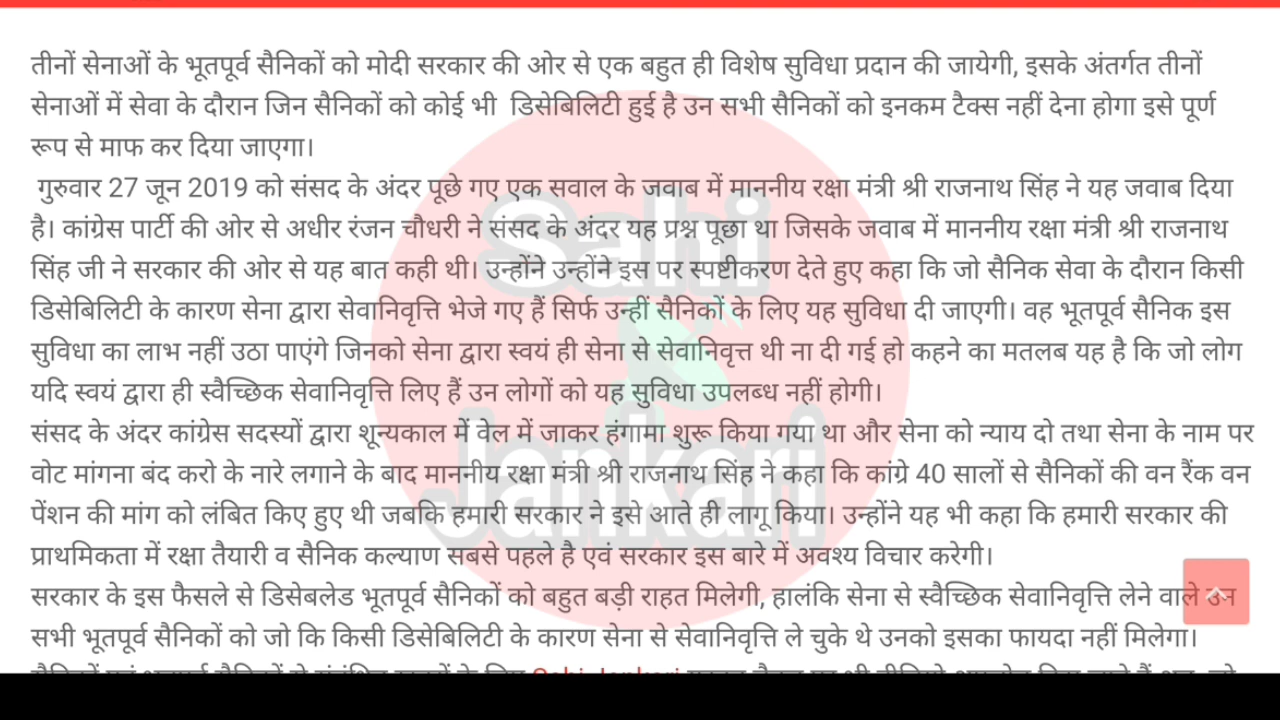 तीनों सेनाओं के भूतपूर्व सैनिकों को मोदी सरकार की ओर से एक बहुत ही विशेष सुविधा प्रदान की जायेगी, इसके अंतर्गत तीनों
सेनाओं में सेवा के दौरान जिन सैनिकों को कोई भी  डिसेबिलिटी हुई है उन सभी सैनिकों को इनकम टैक्स नहीं देना होगा इसे पूर्ण
रूप से माफ कर दिया जाएगा।
गुरुवार 27 जून 2019 को संसद के अंदर पूछे गए एक सवाल के जवाब में माननीय रक्षा मंत्री श्री राजनाथ सिंह ने यह जवाब दिया
है। कांग्रेस पार्टी की ओर से अधीर रंजन चौधरी ने संसद के अंदर यह प्रश्न पूछा था जिसके जवाब में माननीय रक्षा मंत्री श्री राजनाथ
सिंह जी ने सरकार की ओर से यह बात कही थी। उन्होंने उन्होंने इस पर स्पष्टीकरण देते हुए कहा कि जो सैनिक सेवा के दौरान किसी
डिसेबिलिटी के कारण सेना द्वारा सेवानिवृत्ति भेजे गए हैं सिर्फ उन्हीं सैनिकों के लिए यह सुविधा दी जाएगी। वह भूतपूर्व सैनिक इस
सुविधा का लाभ नहीं उठा पाएंगे जिनको सेना द्वारा स्वयं ही सेना से सेवानिवृत्त थी ना दी गई हो कहने का मतलब यह है कि जो लोग
यदि स्वयं द्वारा ही स्वैच्छिक सेवानिवृत्ति लिए हैं उन लोगों को यह सुविधा उपलब्ध नहीं होगी।
संसद के अंदर कांग्रेस सदस्यों द्वारा शून्यकाल में वेल में जाकर हंगामा शुरू किया गया था और सेना को न्याय दो तथा सेना के नाम पर
वोट मांगना बंद करो के नारे लगाने के बाद माननीय रक्षा मंत्री श्री राजनाथ सिंह ने कहा कि कांग्रे 40 सालों से सैनिकों की वन रैंक वन
पेंशन की मांग को लंबित किए हुए थी जबकि हमारी सरकार ने इसे आते ही लागू किया। उन्होंने यह भी कहा कि हमारी सरकार की
प्राथमिकता में रक्षा तैयारी व सैनिक कल्याण सबसे पहले है एवं सरकार इस बारे में अवश्य विचार करेगी।
सरकार के इस फैसले से डिसेबलेड भूतपूर्व सैनिकों को बहुत बड़ी राहत मिलेगी, हालंकि सेना से स्वैच्छिक सेवानिवृत्ति लेने वाले उन
सभी भूतपूर्व सैनिकों को जो कि किसी डिसेबिलिटी के कारण सेना से सेवानिवृत्ति ले चुके थे उनको इसका फायदा नहीं मिलेगा।
Sahi
Jankari